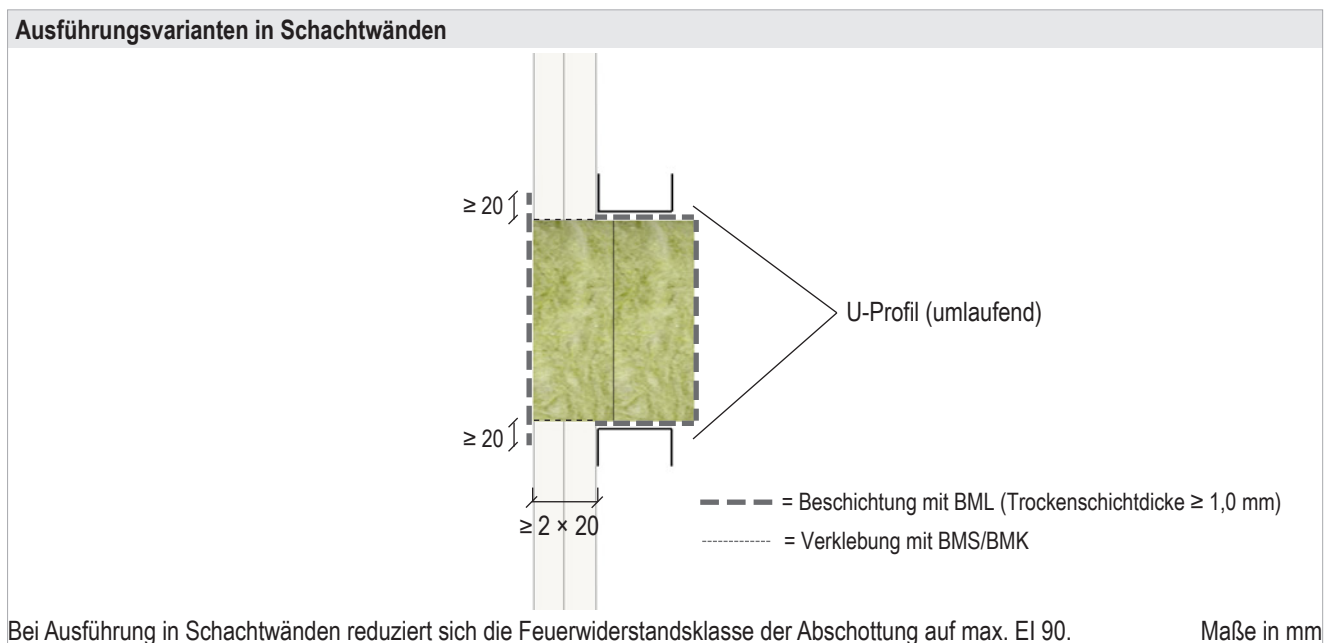 Ausführungsvarianten in Schachtwänden
≥ 20
U-Profil (umlaufend)
≥ 20
= Beschichtung mit BML (Trockenschichtdicke ≥ 1,0 mm)
≥ 2 × 20
= Verklebung mit BMS/BMK
Bei Ausführung in Schachtwänden reduziert sich die Feuerwiderstandsklasse der Abschottung auf max. EI 90. Maße in mm